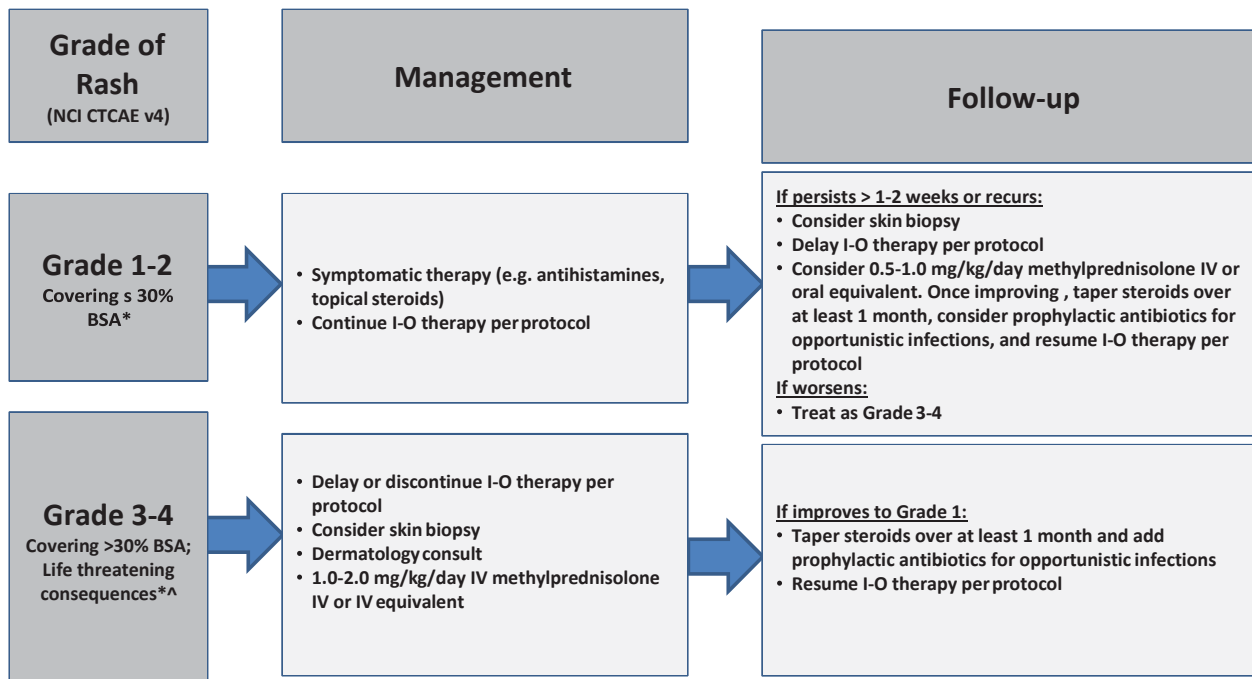 Grade of
Rash
(NCI CTCAE v4)
Management
Follow-up
Grade 1-2
Covering s 30%
BSA*
• Symptomatic therapy (e.g. antihistamines,
topical steroids)
• Continue I-O therapy per protocol
If persists > 1-2 weeks or recurs:
• Consider skin biopsy
• Delay I-O therapy per protocol
• Consider 0.5-1.0 mg/kg/day methylprednisolone IV or
oral equivalent. Once improving , taper steroids over
at least 1 month, consider prophylactic antibiotics for
opportunistic infections, and resume I-O therapy per
protocol
If worsens:
• Treat as Grade 3-4
Grade 3-4
Covering >30% BSA;
Life threatening
consequences*^
• Delay or discontinue I-O therapy per
protocol
• Consider skin biopsy
• Dermatology consult
• 1.0-2.0 mg/kg/day IV methylprednisolone
IV or IV equivalent
If improves to Grade 1:
• Taper steroids over at least 1 month and add
prophylactic antibiotics for opportunistic infections
• Resume I-O therapy per protocol